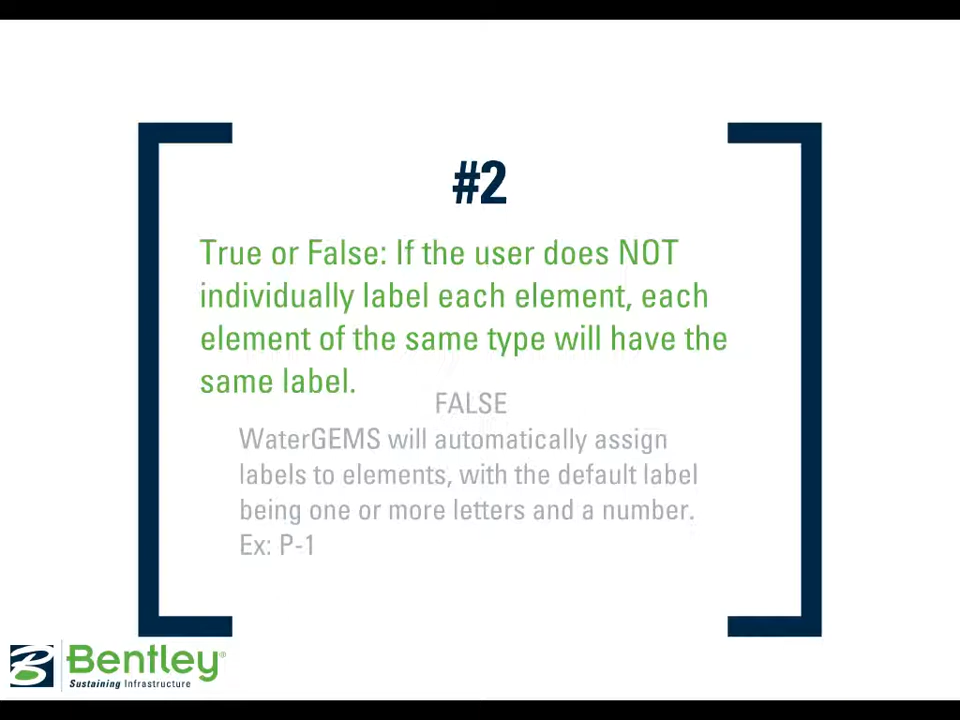 #2
True or False: If the user does NOT
individually label each element, each
element of the same type will have the
same label.
FALSE
WaterGEMS will automatically assign
labels to elements, with the default label
being one or more letters and a number.
Ex: P-1
Bentley®
Sustaining Infrastructure